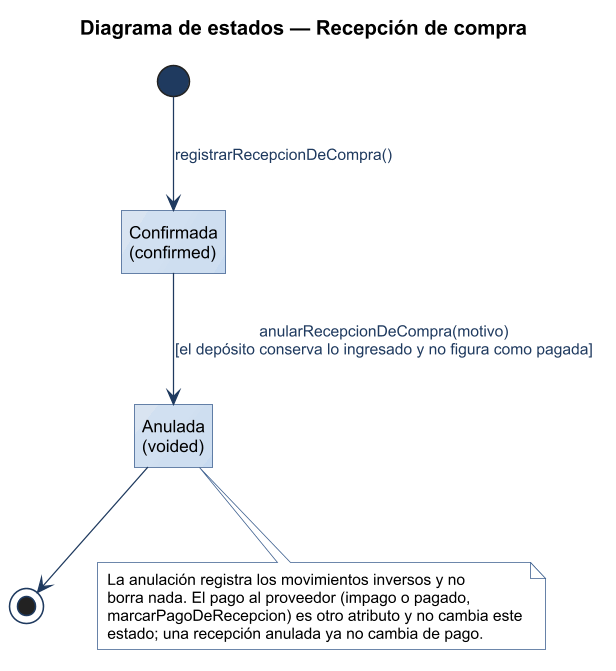 Diagrama de estados — Recepción de compra
registrarRecepcionDeCompra()
Confirmada
(confirmed)
anularRecepcionDeCompra(motivo)
[el depósito conserva lo ingresado y no figura como pagada]
Anulada
(voided)
La anulación registra los movimientos inversos y no
borra nada. El pago al proveedor (impago o pagado,
marcarPagoDeRecepcion) es otro atributo y no cambia este
estado; una recepción anulada ya no cambia de pago.